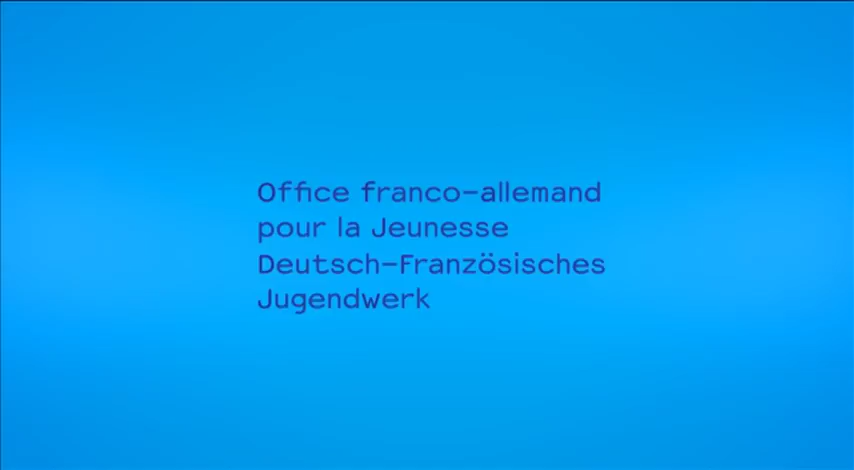 Office franco-allemand
pour la Jeunesse
Deutsch-Französisches
Jugendwerk